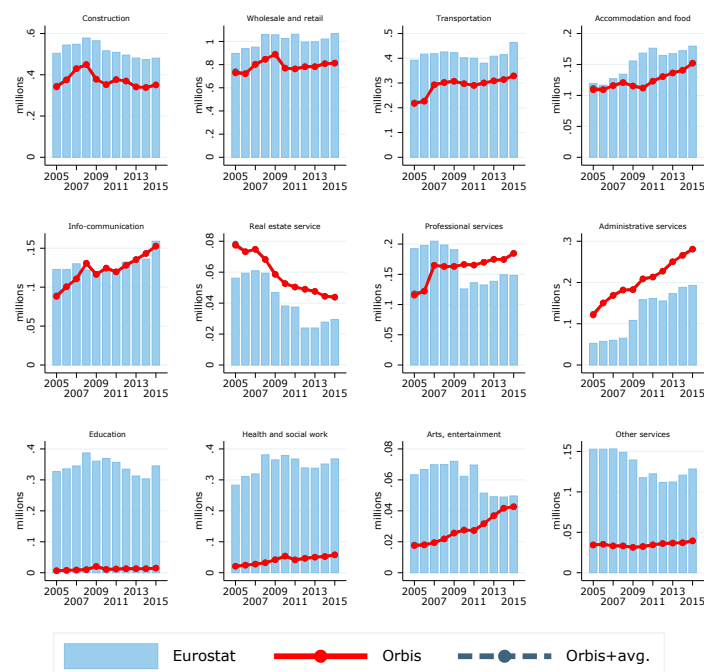 Construction
millions
0 .2 .4 .6
2005 2007 2009 2011 2013 2015
Wholesale and retail
millions
0 .2 .4 .6 .8 1
2005 2007 2009 2011 2013 2015
Transportation
millions
0 .1 .2 .3 .4 .5
2005 2007 2009 2011 2013 2015
Accommodation and food
millions
0 .05 .1 .15 .2
2005 2007 2009 2011 2013 2015
Info-communication
millions
0 .05 .1 .15
2005 2007 2009 2011 2013 2015
Real estate service
millions
0 .02 .04 .06 .08
2005 2007 2009 2011 2013 2015
Professional services
millions
0 .05 .1 .15 .2
2005 2007 2009 2011 2013 2015
Administrative services
millions
0 .1 .2 .3
2005 2007 2009 2011 2013 2015
Education
millions
0 .1 .2 .3 .4
2005 2007 2009 2011 2013 2015
Health and social work
millions
0 .1 .2 .3 .4
2005 2007 2009 2011 2013 2015
Arts, entertainment
millions
0 .02 .04 .06 .08
2005 2007 2009 2011 2013 2015
Other services
millions
0 .05 .1 .15
2005 2007 2009 2011 2013 2015
Eurostat Orbis Orbis+avg.